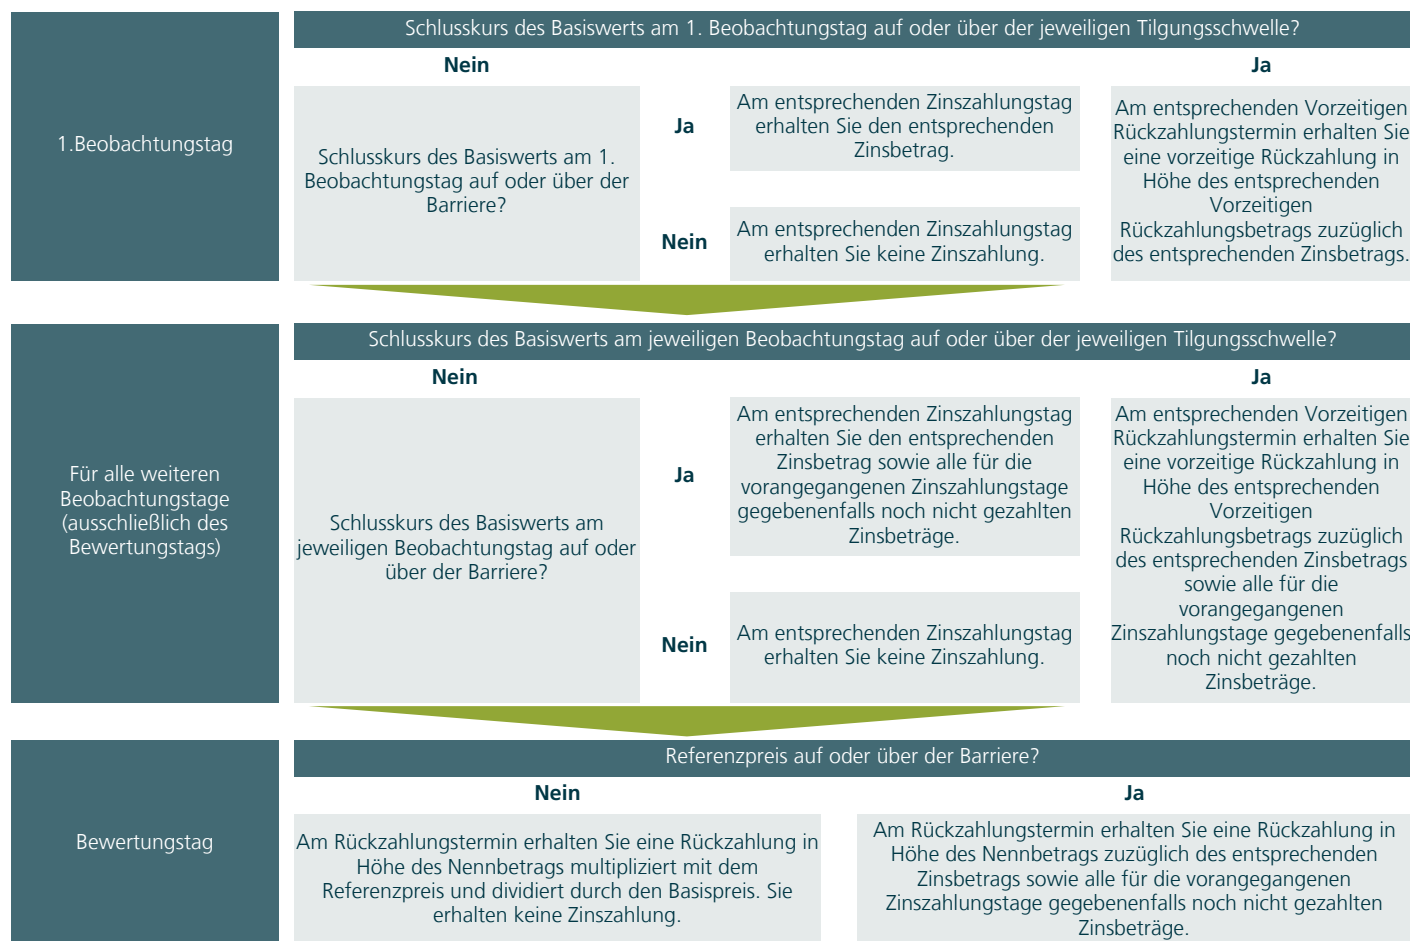 Schlusskurs des Basiswerts am 1. Beobachtungstag auf oder über der jeweiligen Tilgungsschwelle?
Nein
Ja
1.Beobachtungstag
Schlusskurs des Basiswerts am 1.
Beobachtungstag auf oder über der
Barriere?
Ja
Am entsprechenden Zinszahlungstag
erhalten Sie den entsprechenden
Zinsbetrag.
Nein
Am entsprechenden Zinszahlungstag
erhalten Sie keine Zinszahlung.
Am entsprechenden Vorzeitigen
Rückzahlungstermin erhalten Sie
eine vorzeitige Rückzahlung in
Höhe des entsprechenden
Vorzeitigen
Rückzahlungsbetrags zuzüglich
des entsprechenden Zinsbetrags.
Schlusskurs des Basiswerts am jeweiligen Beobachtungstag auf oder über der jeweiligen Tilgungsschwelle?
Nein
Ja
Für alle weiteren
Beobachtungstage
(ausschließlich des
Bewertungstags)
Schlusskurs des Basiswerts am
jeweiligen Beobachtungstag auf oder
über der Barriere?
Ja
Am entsprechenden Zinszahlungstag
erhalten Sie den entsprechenden
Zinsbetrag sowie alle für die
vorangegangenen Zinszahlungstage
gegebenenfalls noch nicht gezahlten
Zinsbeträge.
Nein
Am entsprechenden Zinszahlungstag
erhalten Sie keine Zinszahlung.
Am entsprechenden Vorzeitigen
Rückzahlungstermin erhalten Sie
eine vorzeitige Rückzahlung in
Höhe des entsprechenden
Vorzeitigen
Rückzahlungsbetrags zuzüglich
des entsprechenden Zinsbetrags
sowie alle für die
vorangegangenen
Zinszahlungstage gegebenenfalls
noch nicht gezahlten
Zinsbeträge.
Referenzpreis auf oder über der Barriere?
Nein
Ja
Bewertungstag
Am Rückzahlungstermin erhalten Sie eine Rückzahlung in
Höhe des Nennbetrags multipliziert mit dem
Referenzpreis und dividiert durch den Basispreis. Sie
erhalten keine Zinszahlung.
Am Rückzahlungstermin erhalten Sie eine Rückzahlung in
Höhe des Nennbetrags zuzüglich des entsprechenden
Zinsbetrags sowie alle für die vorangegangenen
Zinszahlungstage gegebenenfalls noch nicht gezahlten
Zinsbeträge.